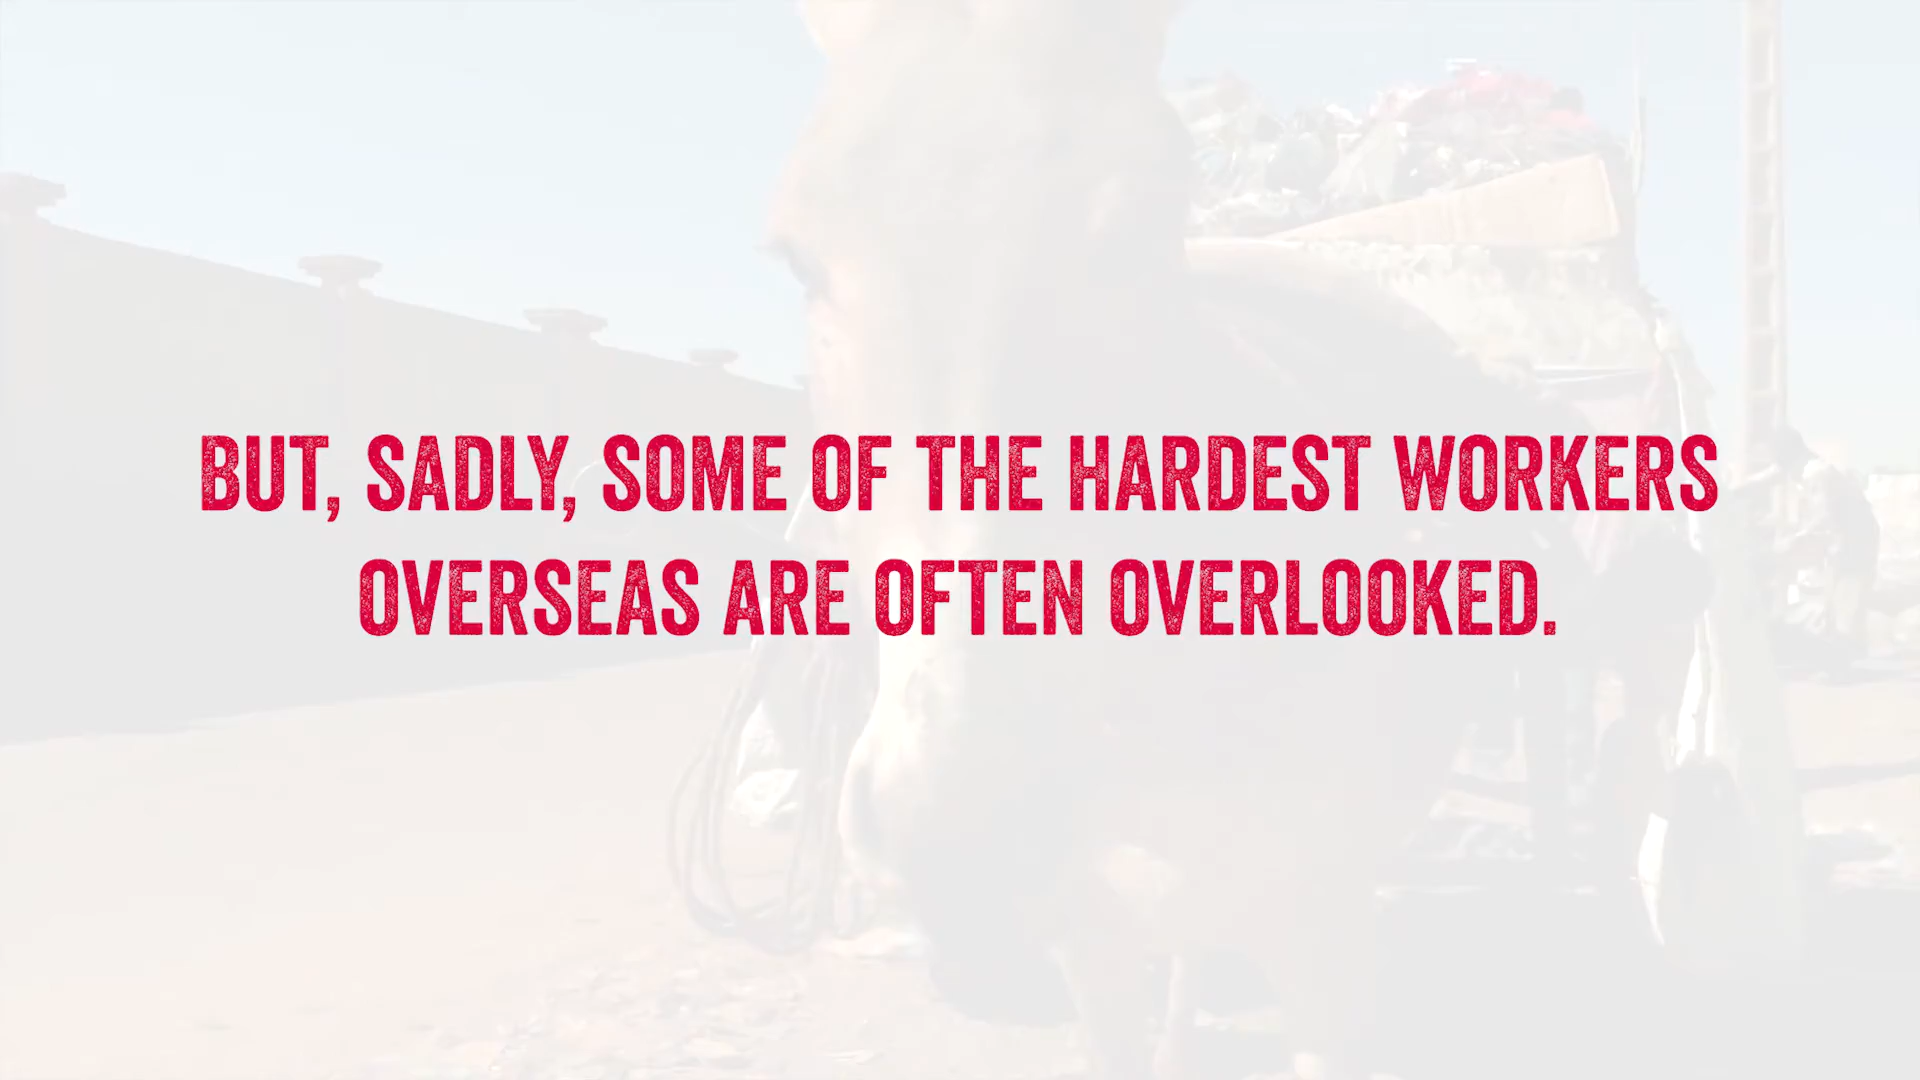 BUT, SADLY, SOME OF THE HARDEST WORKERS
OVERSEAS ARE OFTEN OVERLOOKED.